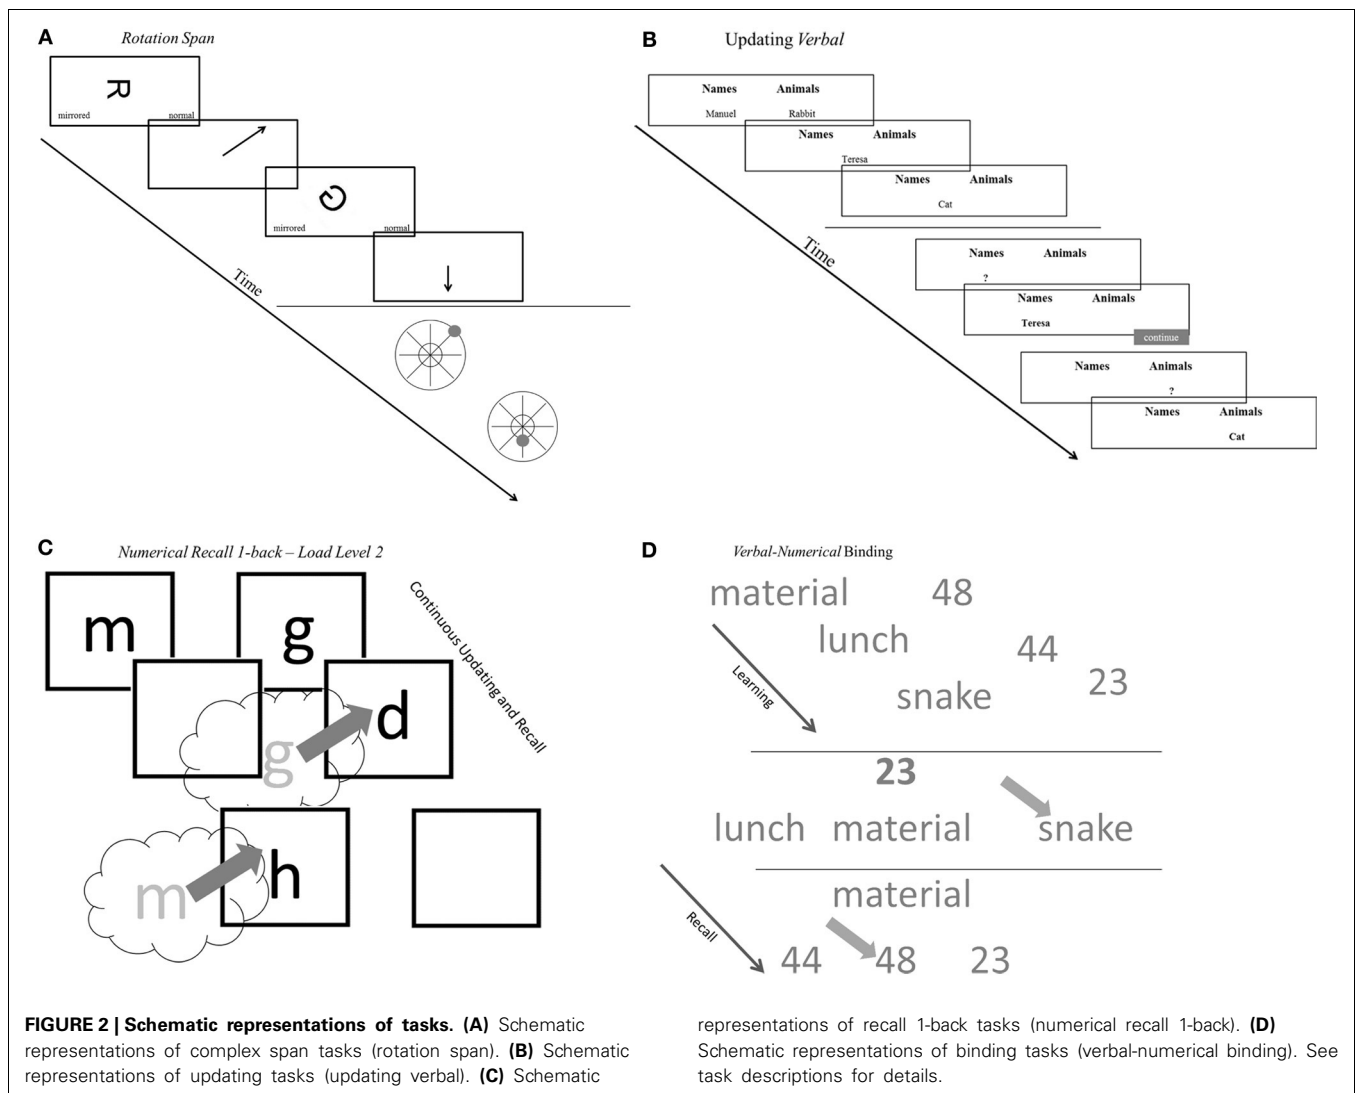 A
Rotation Span
R
mirrored normal
G
mirrored normal
Time
B
Updating Verbal
Names Animals
Manuel Rabbit
Names Animals
Teresa
Names Animals
Cat
Time
Names Animals
?
Names Animals
Teresa
continue
Names Animals
?
Names Animals
Cat
C
Numerical Recall 1-back – Load Level 2
m g
g d
m h
Continuous Updating and Recall
D
Verbal-Numerical Binding
material 48
lunch 44
snake 23
Learning
23
lunch material snake
material
Recall
44 48 23
FIGURE 2 | Schematic representations of tasks. (A) Schematic
representations of complex span tasks (rotation span). (B) Schematic
representations of updating tasks (updating verbal). (C) Schematic
representations of recall 1-back tasks (numerical recall 1-back). (D)
Schematic representations of binding tasks (verbal-numerical binding). See
task descriptions for details.